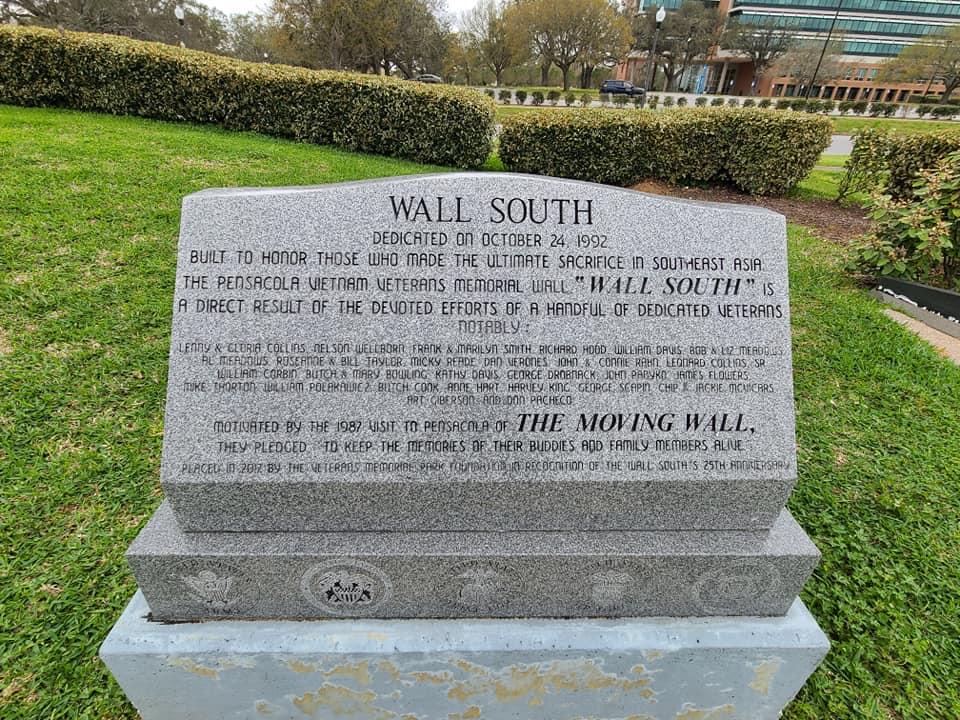 WALL SOUTH
DEDICATED ON OCTOBER 24, 1992
BUILT TO HONOR THOSE WHO MADE THE ULTIMATE SACRIFICE IN SOUTHEAST ASIA.
THE PENSACOLA VIETNAM VETERANS MEMORIAL WALL "WALL SOUTH" IS
A DIRECT RESULT OF THE DEVOTED EFFORTS OF A HANDFUL OF DEDICATED VETERANS
NOTABLY:
LENNY & GLORIA COLLINS, NELSON WELLBORN, FRANK & MARILYN SMITH, RICHARD HOOD, WILLIAM DAVIS, BOB & LIZ MEADOWS,
AL MEADOWS, ROSEANNE & BILL TAYLOR, MICKY READE, DAN VERONES, JOHN & CONNIE RAHN, LEONARD COLLINS, SR.
WILLIAM CORBIN, BUTCH & MARY BOWLING, KATHY DAVIS, GEORGE DRONENACK, JOHN PABYKO, JAMES FLOWERS,
MIKE THORTON, WILLIAM POLAKAWICZ, BUTCH COOK, ANNE HART, HARVEY KING, GEORGE SCAPIN, CHIP & JACKIE MCVICARS,
ART GIBERSON, AND DON PACHECO.
MOTIVATED BY THE 1987 VISIT TO PENSACOLA OF THE MOVING WALL,
THEY PLEDGED TO KEEP THE MEMORIES OF THEIR BUDDIES AND FAMILY MEMBERS ALIVE.
PLACED IN 2017 BY THE VETERANS MEMORIAL PARK FOUNDATION IN RECOGNITION OF THE WALL SOUTH'S 25TH ANNIVERSARY